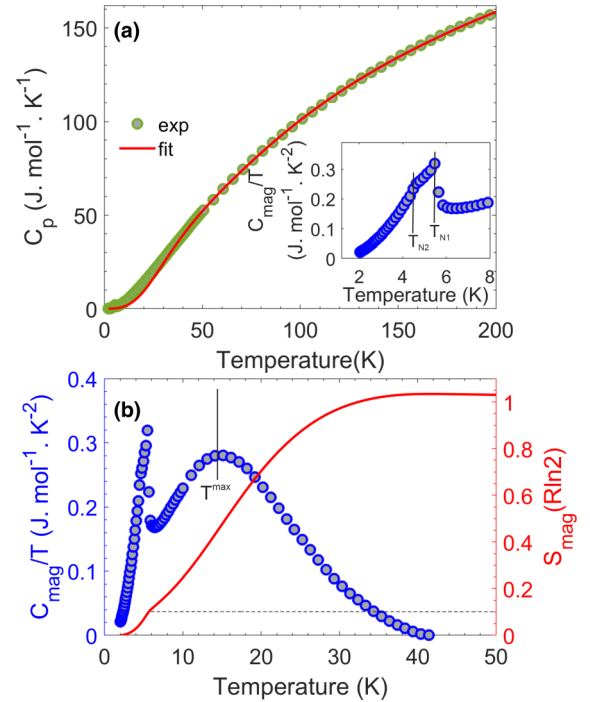 (a)
150
100
50
0
C_p (J. mol^-1. K^-1)
exp
fit
0.3
0.2
0.1
0
C_mag/T
(J. mol^-1. K^-2)
T_N2
T_N1
2 4 6 8
Temperature (K)
0 50 100 150 200
Temperature(K)
(b)
0.4
0.3
0.2
0.1
0
C_mag/T (J. mol^-1. K^-2)
T^max
1
0.8
0.6
0.4
0.2
0
S_mag(Rln2)
0 10 20 30 40 50
Temperature (K)